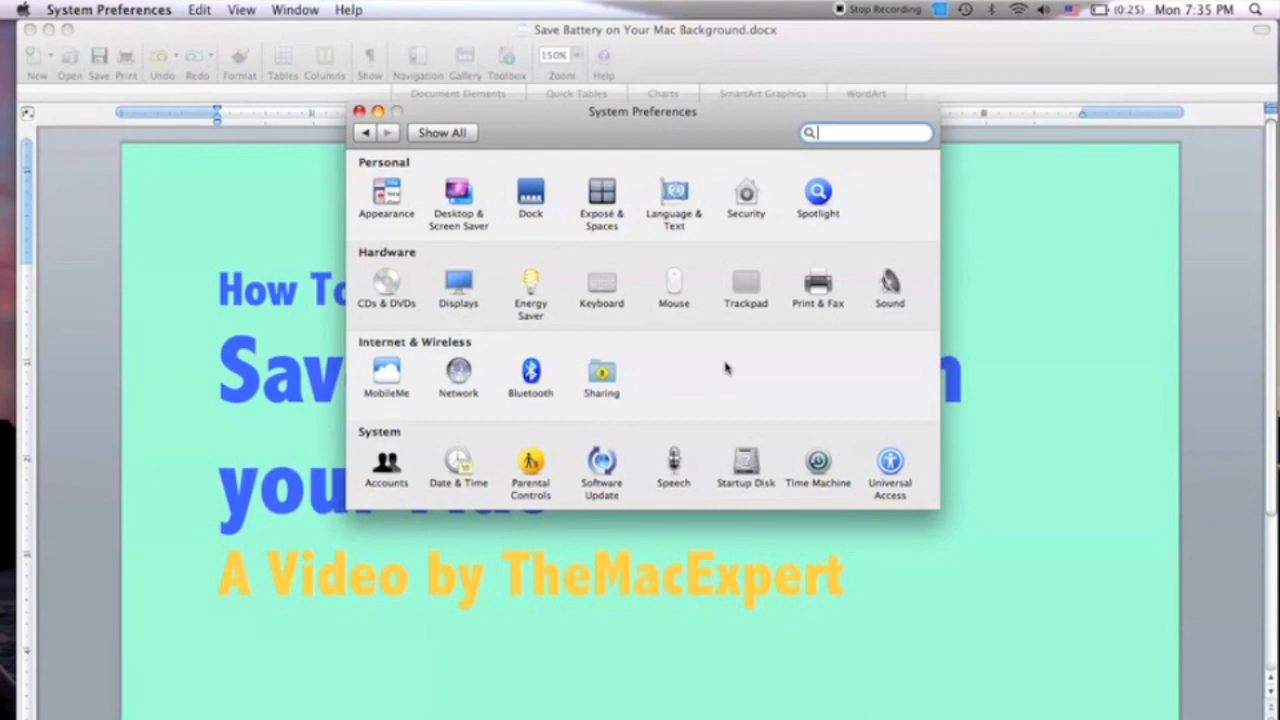 System Preferences Edit View Window Help Stop Recording (0:25) Mon 7:35 PM
Save Battery on Your Mac Background.docx
150%
New Open Save Print Undo Redo Format Tables Columns Show Navigation Gallery Toolbox Zoom Help
Document Elements Quick Tables Charts SmartArt Graphics WordArt
System Preferences
Show All
Personal
Appearance Desktop & Screen Saver Dock Exposé & Spaces Language & Text Security Spotlight
Hardware
CDs & DVDs Displays Energy Saver Keyboard Mouse Trackpad Print & Fax Sound
Internet & Wireless
MobileMe Network Bluetooth Sharing
System
Accounts Date & Time Parental Controls Software Update Speech Startup Disk Time Machine Universal Access
How To
Sav
you
A Video by TheMacExpert